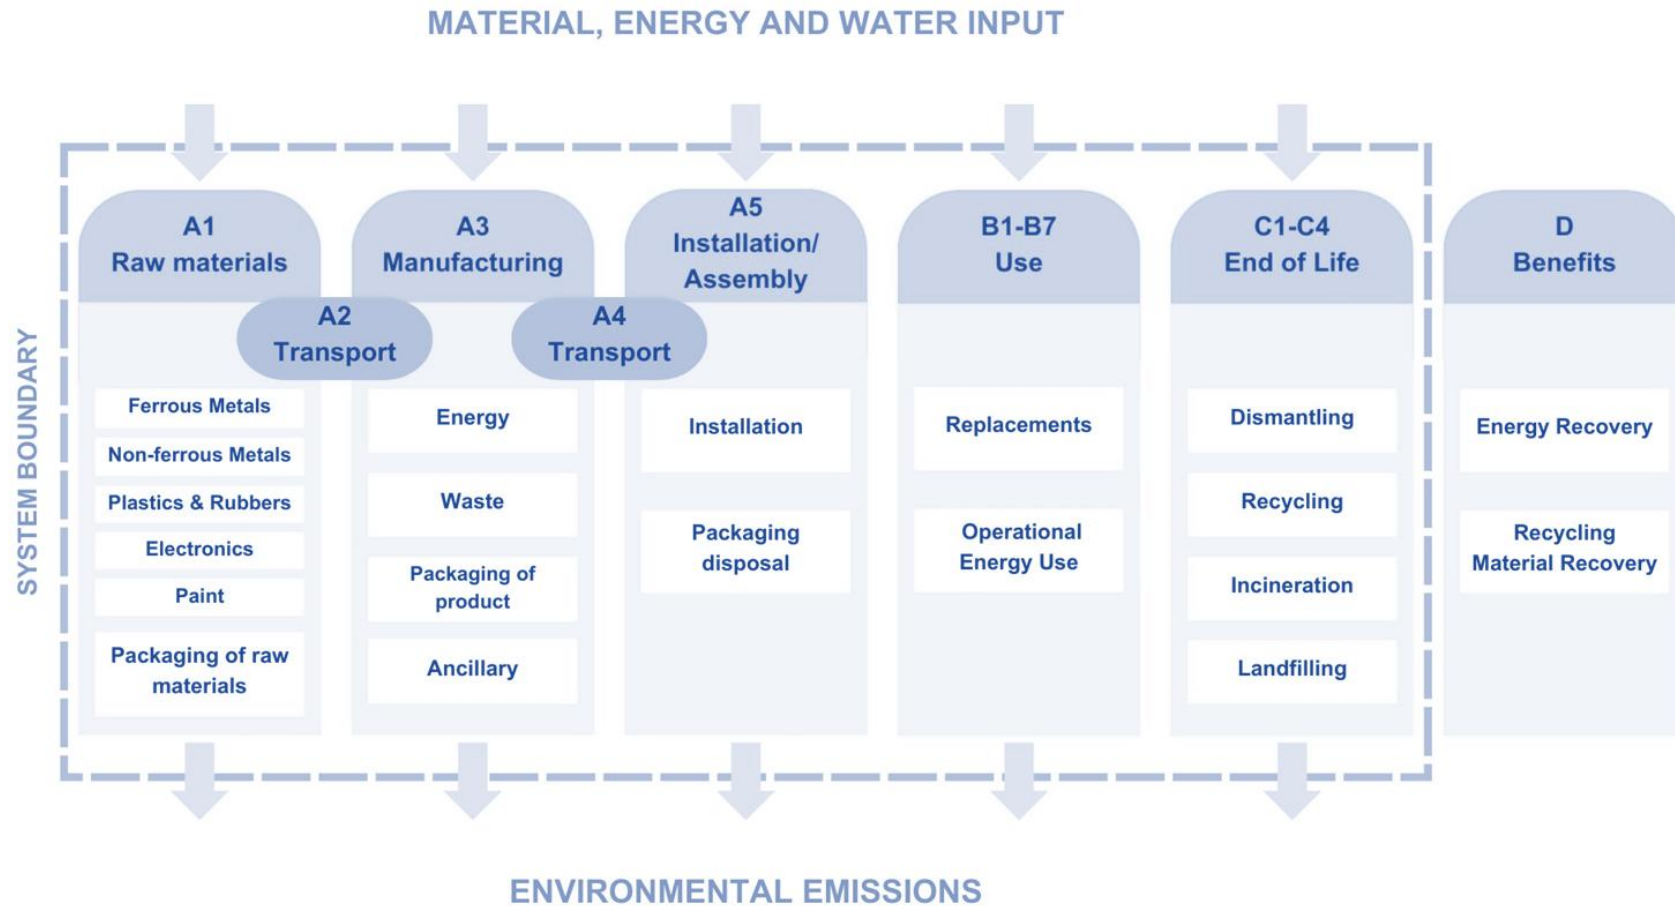 MATERIAL, ENERGY AND WATER INPUT
SYSTEM BOUNDARY
A1
Raw materials
A2
Transport
Ferrous Metals
Non-ferrous Metals
Plastics & Rubbers
Electronics
Paint
Packaging of raw
materials
A3
Manufacturing
A4
Transport
Energy
Waste
Packaging of
product
Ancillary
A5
Installation/
Assembly
Installation
Packaging
disposal
B1-B7
Use
Replacements
Operational
Energy Use
C1-C4
End of Life
Dismantling
Recycling
Incineration
Landfilling
D
Benefits
Energy Recovery
Recycling
Material Recovery
ENVIRONMENTAL EMISSIONS